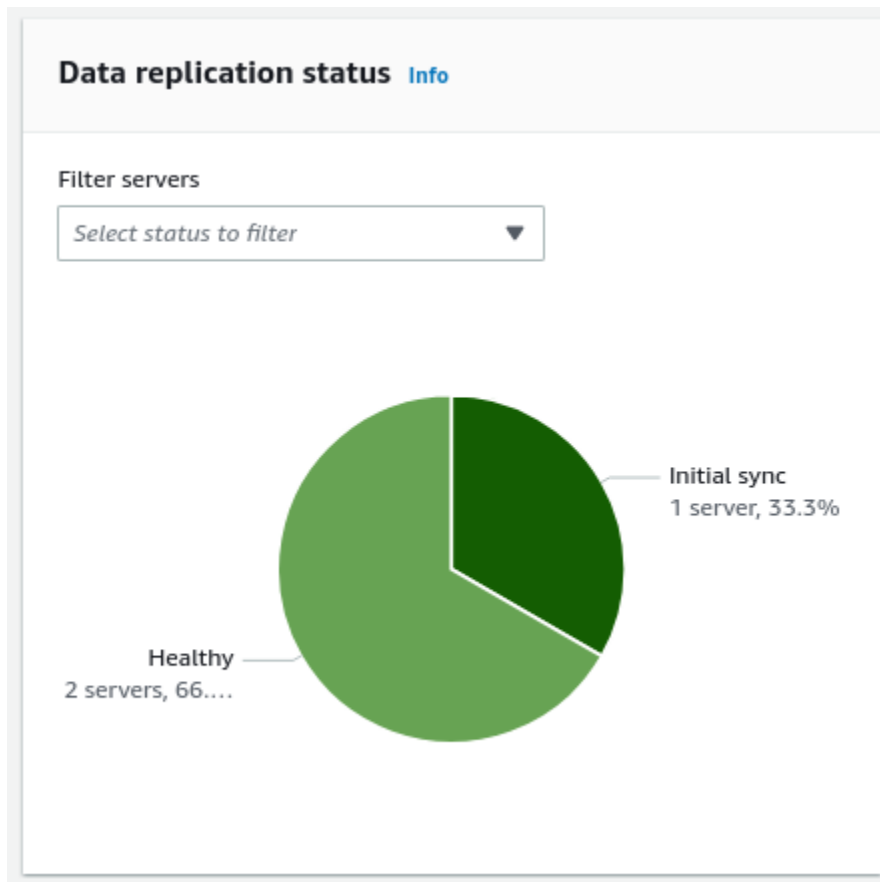 Data replication status Info
Filter servers
Select status to filter
Initial sync
1 server, 33.3%
Healthy
2 servers, 66....